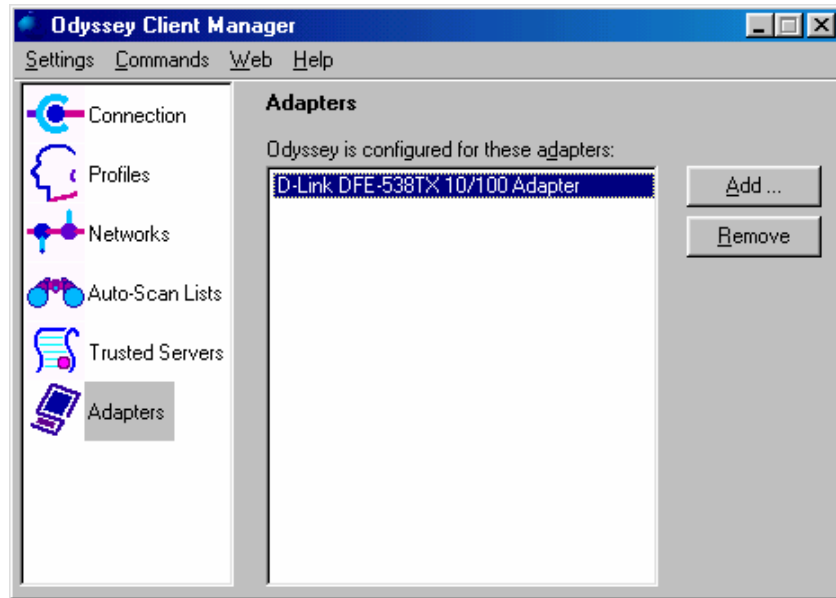 Odyssey Client Manager
Settings Commands Web Help
Connection
Profiles
Networks
Auto-Scan Lists
Trusted Servers
Adapters
Adapters
Odyssey is configured for these adapters:
D-Link DFE-538TX 10/100 Adapter
Add ...
Remove